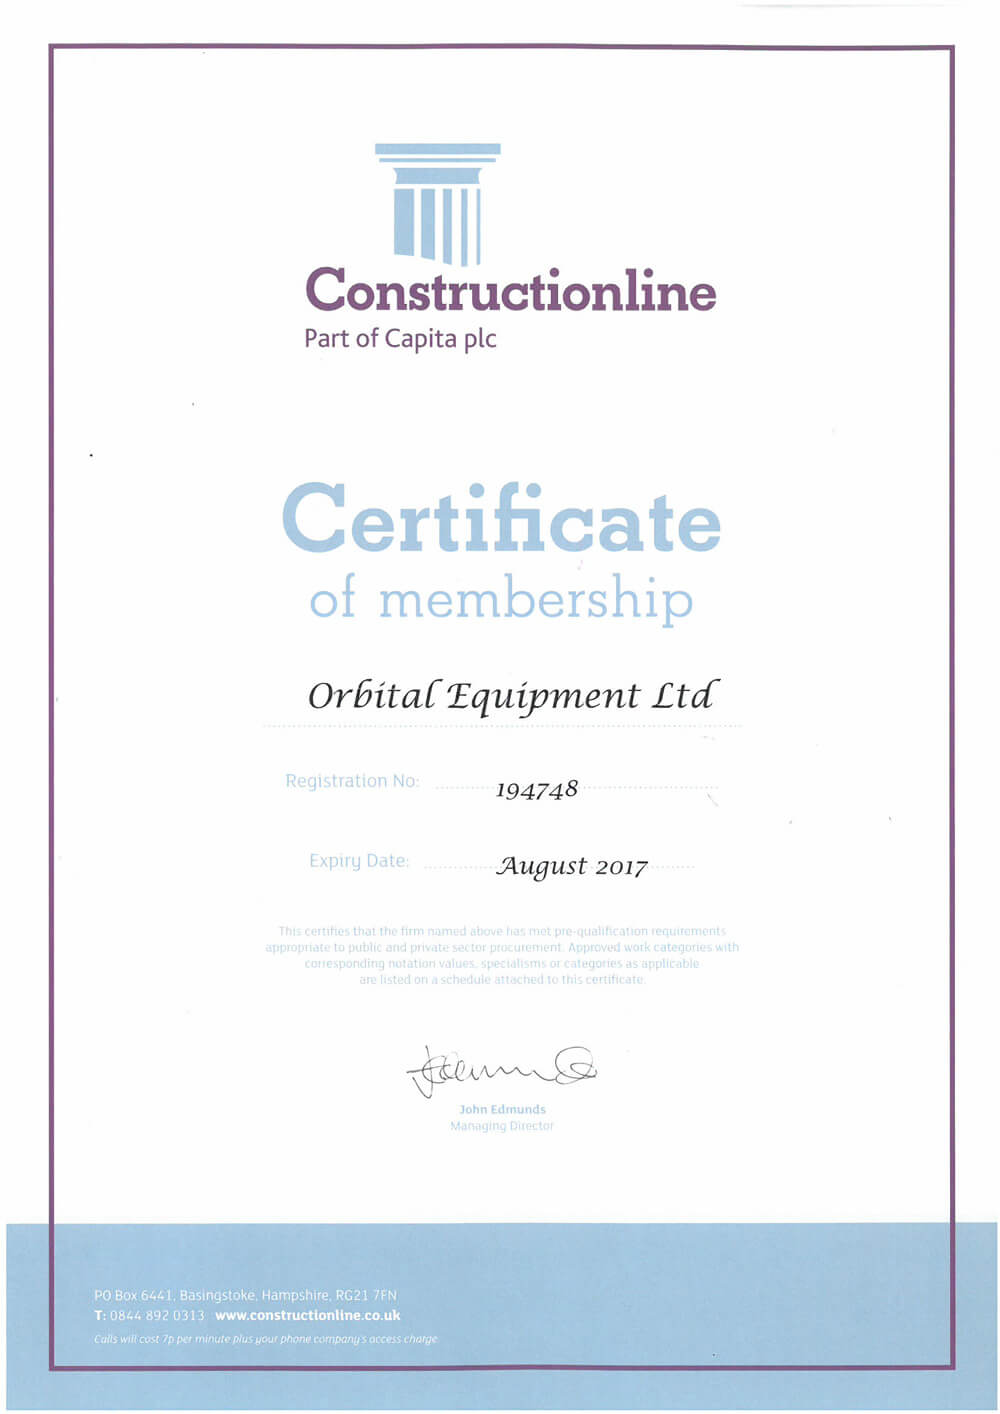 Constructionline
Part of Capita plc
Certificate
of membership
Orbital Equipment Ltd
Registration No: 194748
Expiry Date: August 2017
This certifies that the firm named above has met pre-qualification requirements
appropriate to public and private sector procurement. Approved work categories with
corresponding notation values, specialisms or categories as applicable
are listed on a schedule attached to this certificate.
John Edmunds
Managing Director
PO Box 6441, Basingstoke, Hampshire, RG21 7FN
T: 0844 892 0313 www.constructionline.co.uk
Calls will cost 7p per minute plus your phone company's access charge.